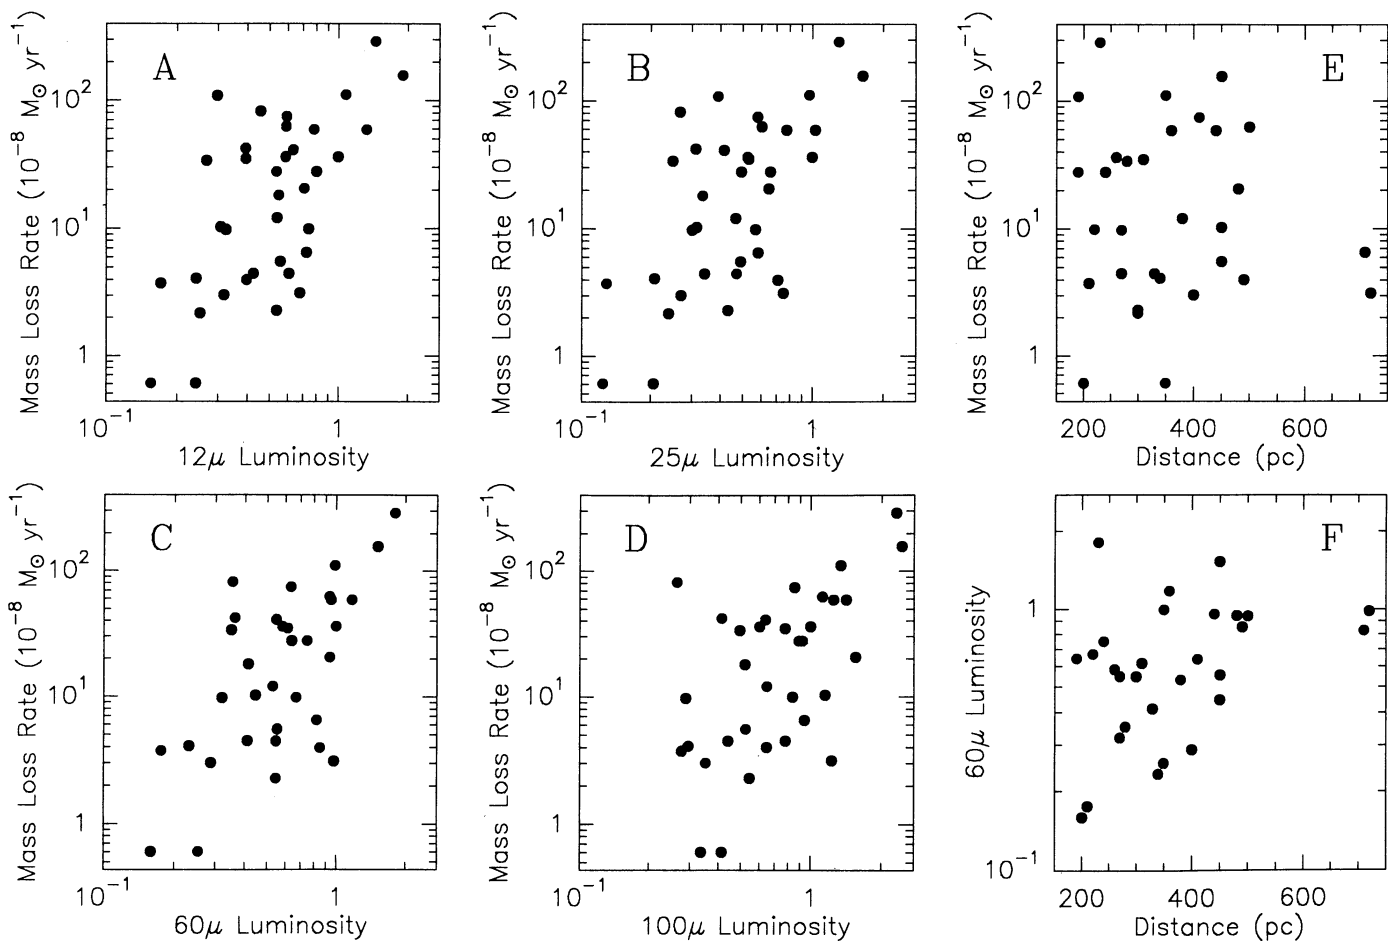 A
Mass Loss Rate (10⁻⁸ M⊙ yr⁻¹)
10²
10¹
1
10⁻¹
1
12μ Luminosity
B
Mass Loss Rate (10⁻⁸ M⊙ yr⁻¹)
10²
10¹
1
10⁻¹
1
25μ Luminosity
E
Mass Loss Rate (10⁻⁸ M⊙ yr⁻¹)
10²
10¹
1
200 400 600
Distance (pc)
C
Mass Loss Rate (10⁻⁸ M⊙ yr⁻¹)
10²
10¹
1
10⁻¹
1
60μ Luminosity
D
Mass Loss Rate (10⁻⁸ M⊙ yr⁻¹)
10²
10¹
1
10⁻¹
1
100μ Luminosity
F
60μ Luminosity
1
10⁻¹
200 400 600
Distance (pc)